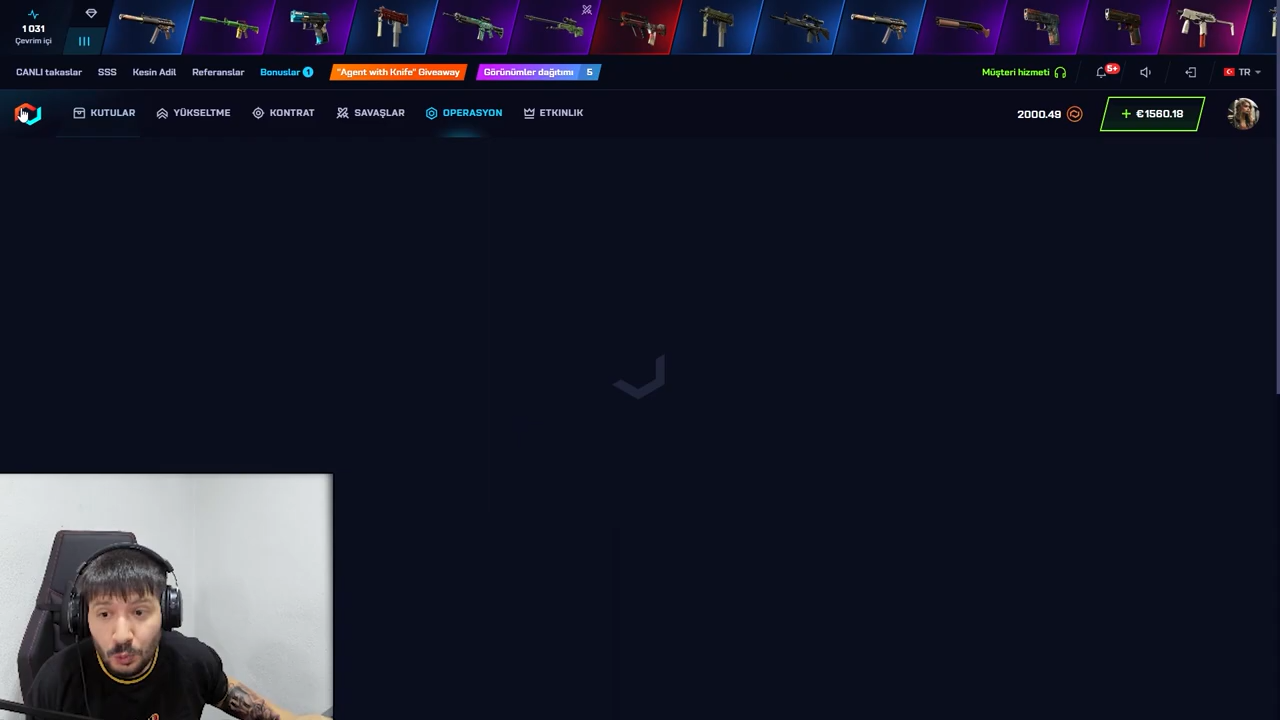 1 031
Çevrim içi
CANLI takaslar
SSS
Kesin Adil
Referanslar
Bonuslar 1
"Agent with Knife" Giveaway
Görünümler dağıtımı 5
Müşteri hizmeti
5+
TR
KUTULAR
YÜKSELTME
KONTRAT
SAVAŞLAR
OPERASYON
ETKINLIK
2000.49
+ €1560.18